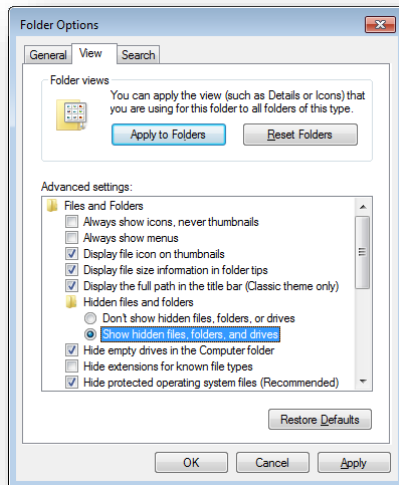 Folder Options
General
View
Search
Folder views
You can apply the view (such as Details or Icons) that
you are using for this folder to all folders of this type.
Apply to Folders
Reset Folders
Advanced settings:
Files and Folders
Always show icons, never thumbnails
Always show menus
Display file icon on thumbnails
Display file size information in folder tips
Display the full path in the title bar (Classic theme only)
Hidden files and folders
Don't show hidden files, folders, or drives
Show hidden files, folders, and drives
Hide empty drives in the Computer folder
Hide extensions for known file types
Hide protected operating system files (Recommended)
Restore Defaults
OK
Cancel
Apply